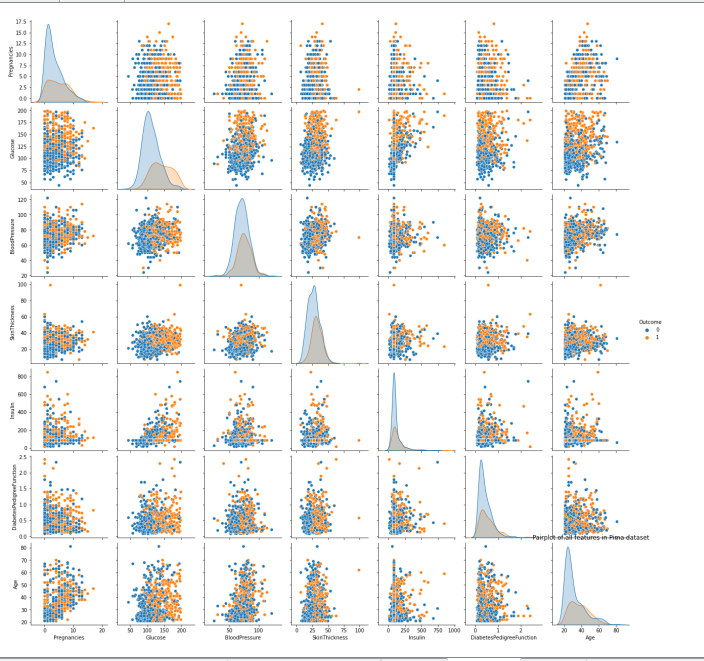 17.5
15.0
12.5
10.0
7.5
5.0
2.5
0.0
Pregnancies
200
175
150
125
100
75
50
Glucose
120
100
80
60
40
20
BloodPressure
100
80
60
40
20
SkinThickness
Outcome
0
1
800
600
400
200
0
Insulin
2.5
2.0
1.5
1.0
0.5
0.0
DiabetesPedigreeFunction
Pairplot of all features in Pima dataset
80
70
60
50
40
30
20
Age
0 10 20
50 100 150 200
50 100
0 25 50 75 100
0 250 500 750 1000
0 1 2
20 40 60 80
Pregnancies Glucose BloodPressure SkinThickness Insulin DiabetesPedigreeFunction Age